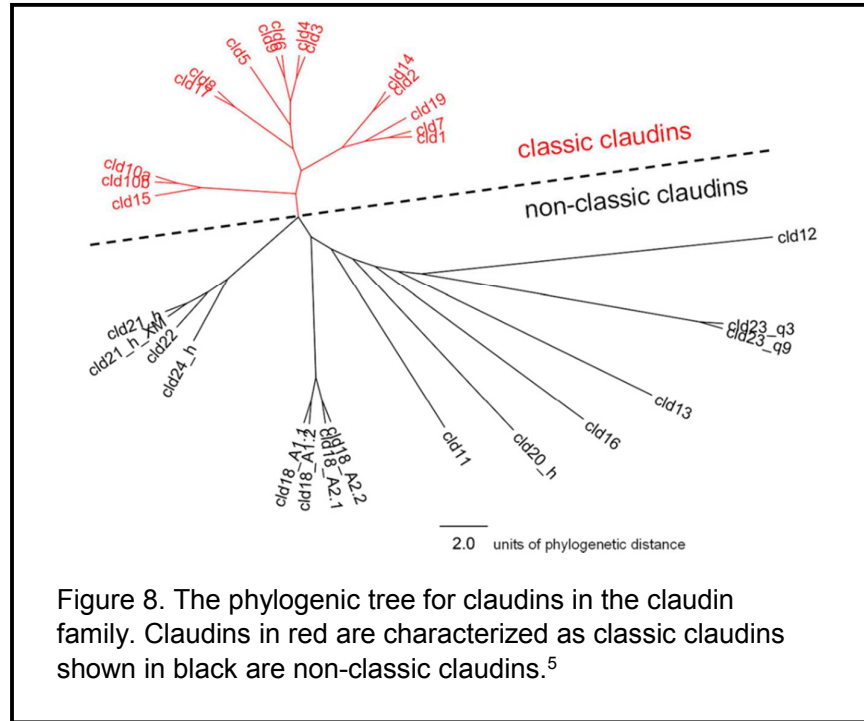 cld4
cld3
cld6
cld9
cld5
cld8
cld17
cld14
cld2
cld19
cld7
cld1
cld10a
cld10b
cld15
classic claudins
non-classic claudins
cld12
cld23_q3
cld23_q9
cld13
cld16
cld20_h
cld11
cld21_h
cld21_h_XM
cld22
cld24_h
cld18_A1.1
cld18_A1.2
cld18_A2.1
cld18_A2.2
2.0 units of phylogenetic distance
Figure 8. The phylogenic tree for claudins in the claudin
family. Claudins in red are characterized as classic claudins
shown in black are non-classic claudins.⁵